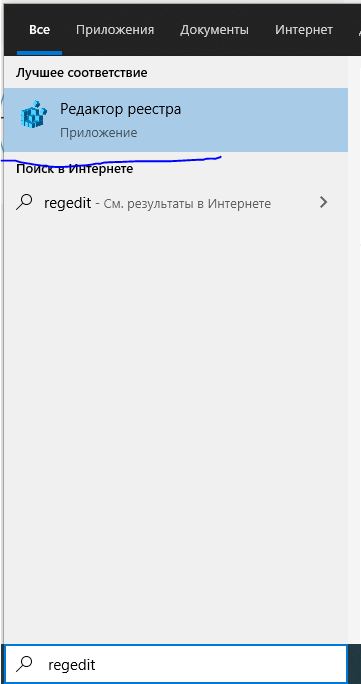 Все Приложения Документы Интернет
Лучшее соответствие
Редактор реестра
Приложение
Поиск в Интернете
regedit - См. результаты в Интернете
regedit